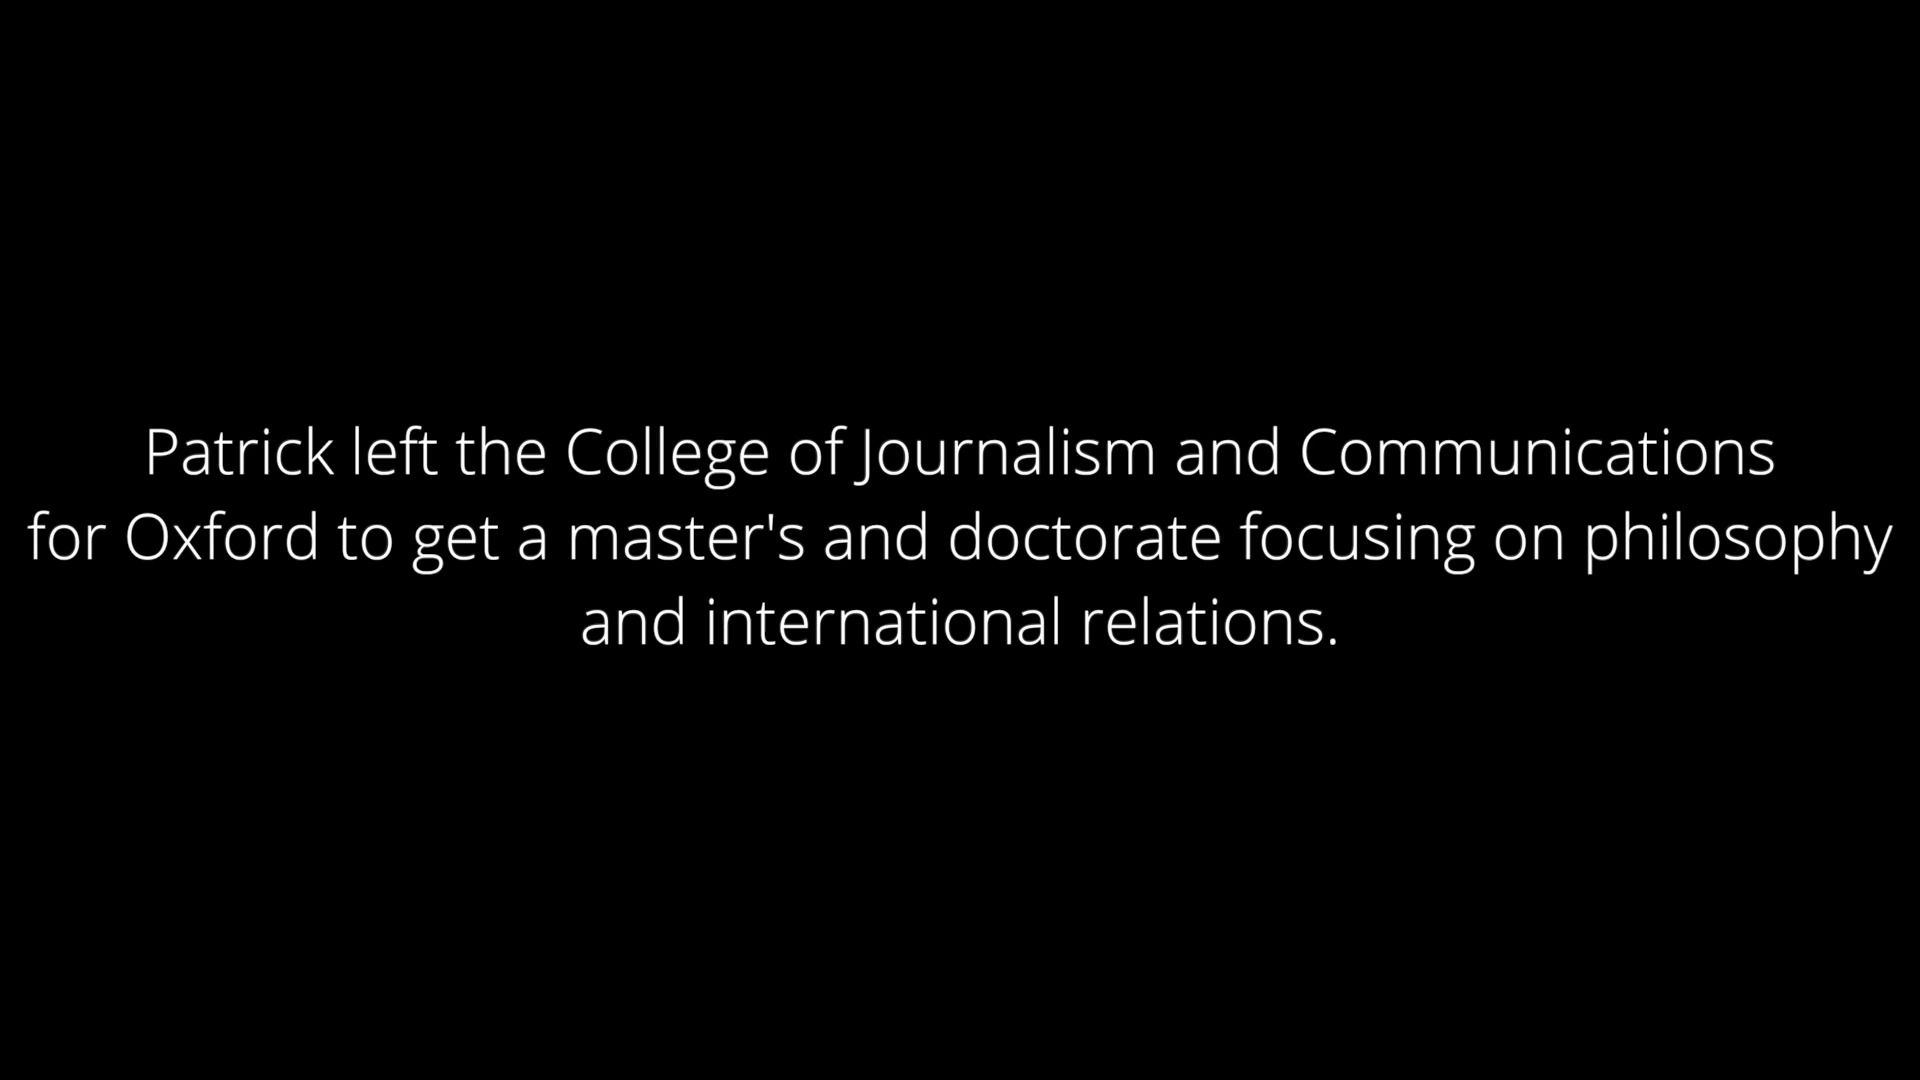 Patrick left the College of Journalism and Communications
for Oxford to get a master's and doctorate focusing on philosophy
and international relations.